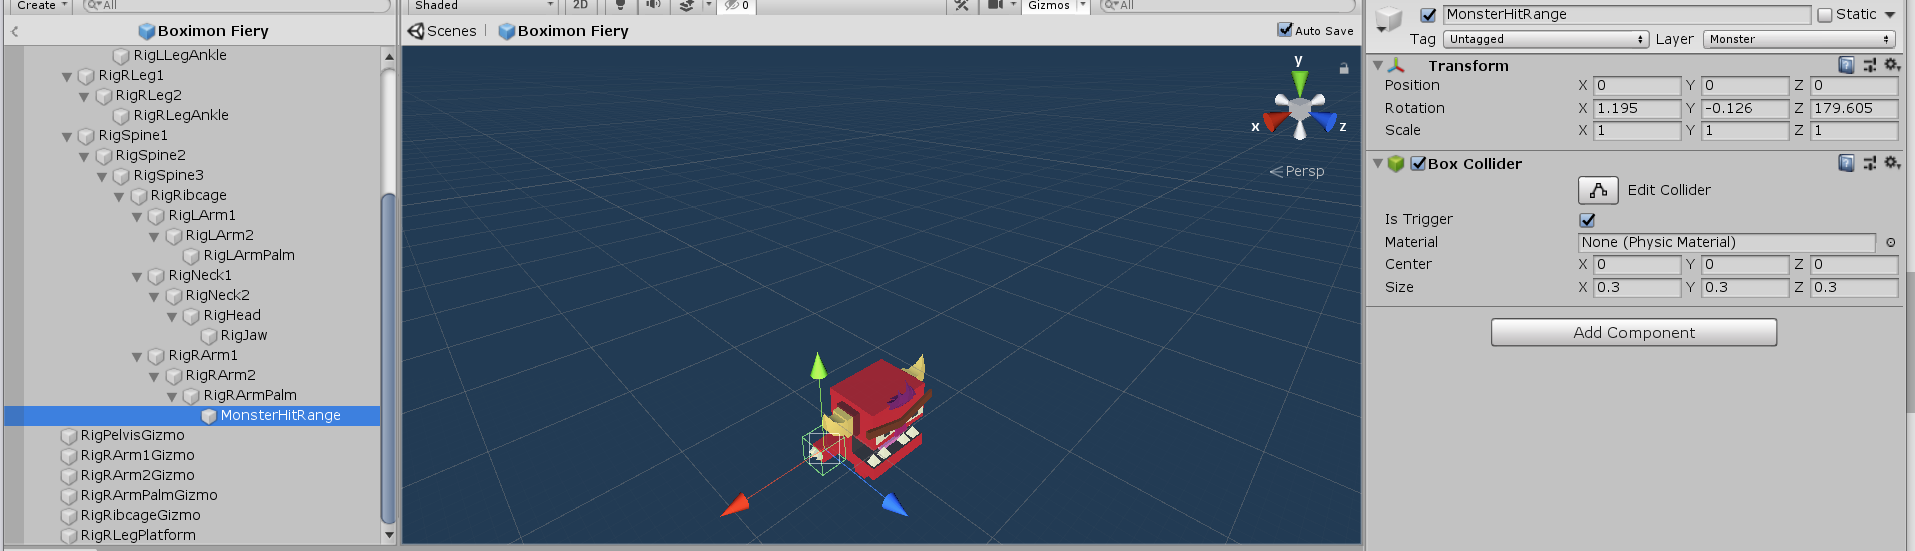 Create
All
Boximon Fiery
RigLLegAnkle
RigRLeg1
RigRLeg2
RigRLegAnkle
RigSpine1
RigSpine2
RigSpine3
RigRibcage
RigLArm1
RigLArm2
RigLArmPalm
RigNeck1
RigNeck2
RigHead
RigJaw
RigRArm1
RigRArm2
RigRArmPalm
MonsterHitRange
RigPelvisGizmo
RigRArm1Gizmo
RigRArm2Gizmo
RigRArmPalmGizmo
RigRibcageGizmo
RigRLegPlatform
Shaded 2D 0 Gizmos All
Scenes Boximon Fiery Auto Save
y
x z
Persp
MonsterHitRange Static
Tag Untagged Layer Monster
Transform
Position X 0 Y 0 Z 0
Rotation X 1.195 Y -0.126 Z 179.605
Scale X 1 Y 1 Z 1
Box Collider
Edit Collider
Is Trigger
Material None (Physic Material)
Center X 0 Y 0 Z 0
Size X 0.3 Y 0.3 Z 0.3
Add Component